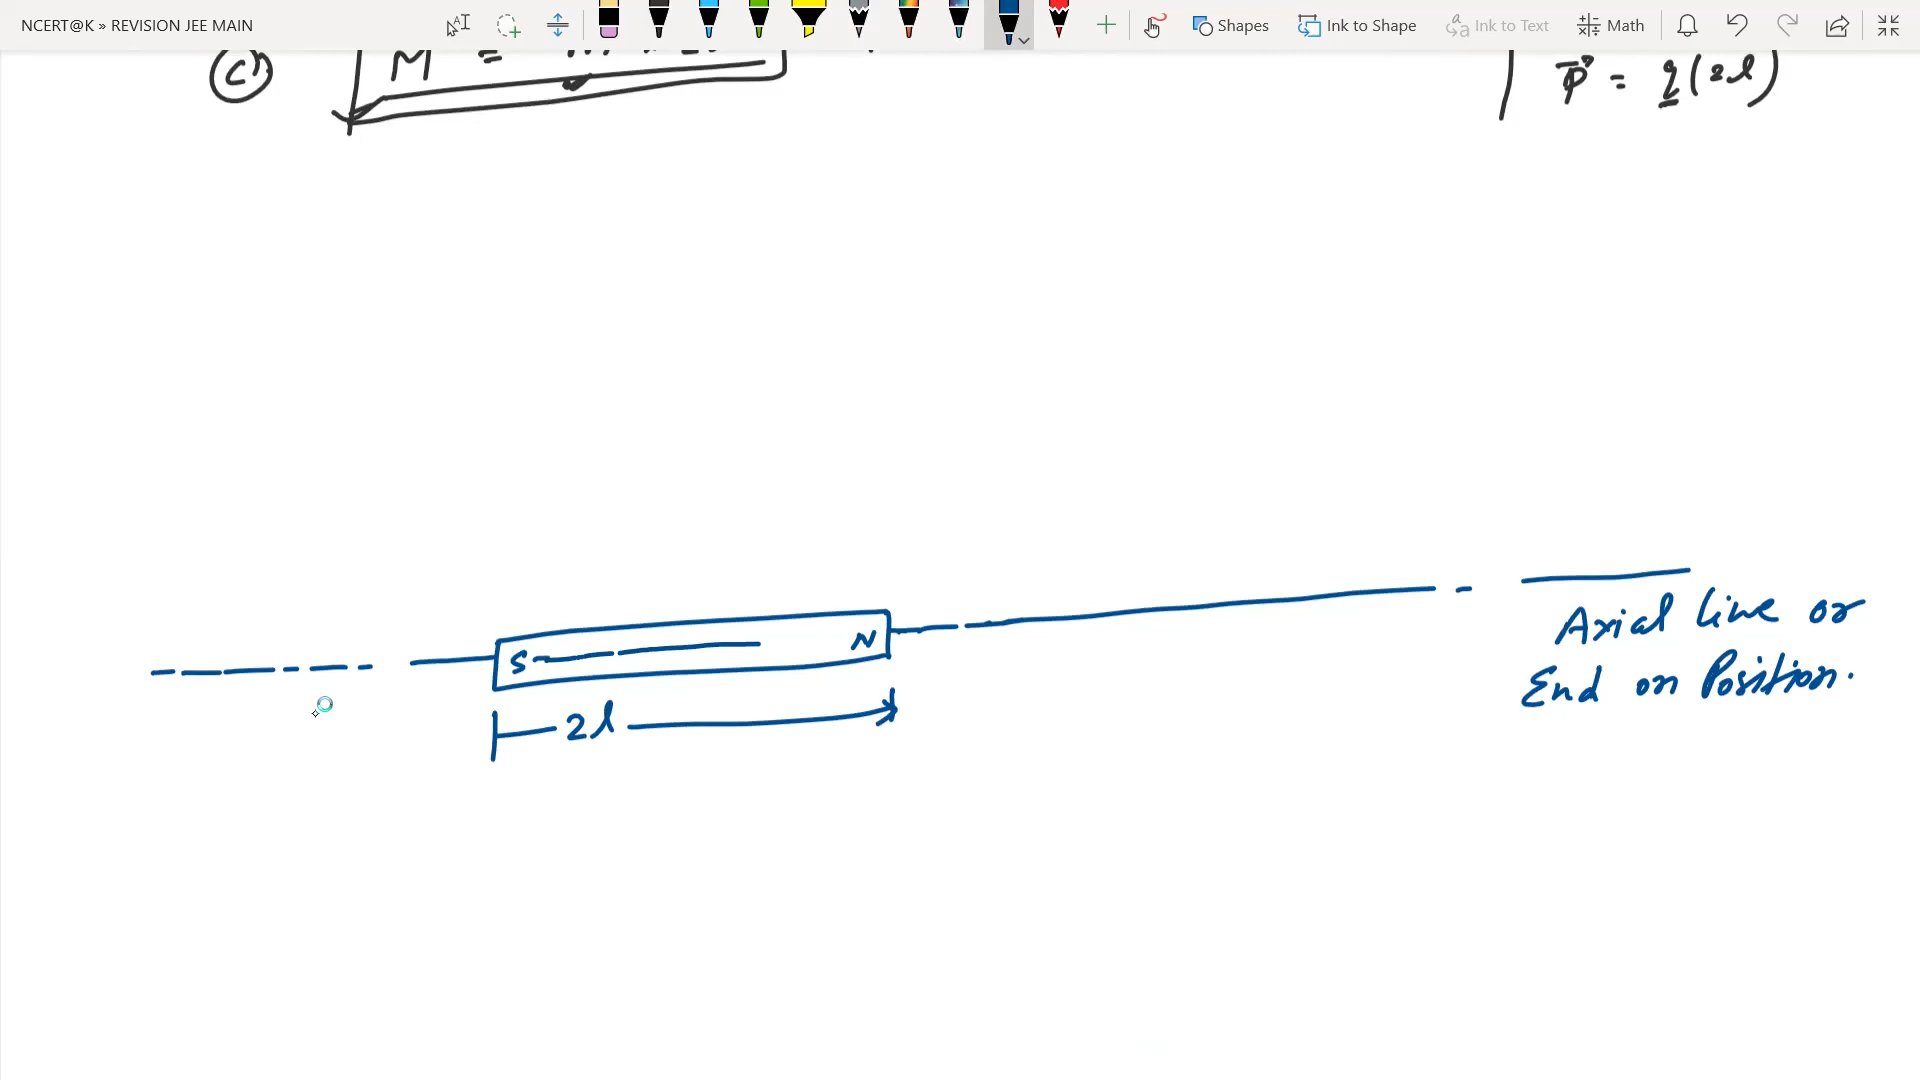 NCERT@K » REVISION JEE MAIN
Shapes
Ink to Shape
Ink to Text
Math
M =
P = q(2l)
Axial line or
End on Position.
S
N
2l